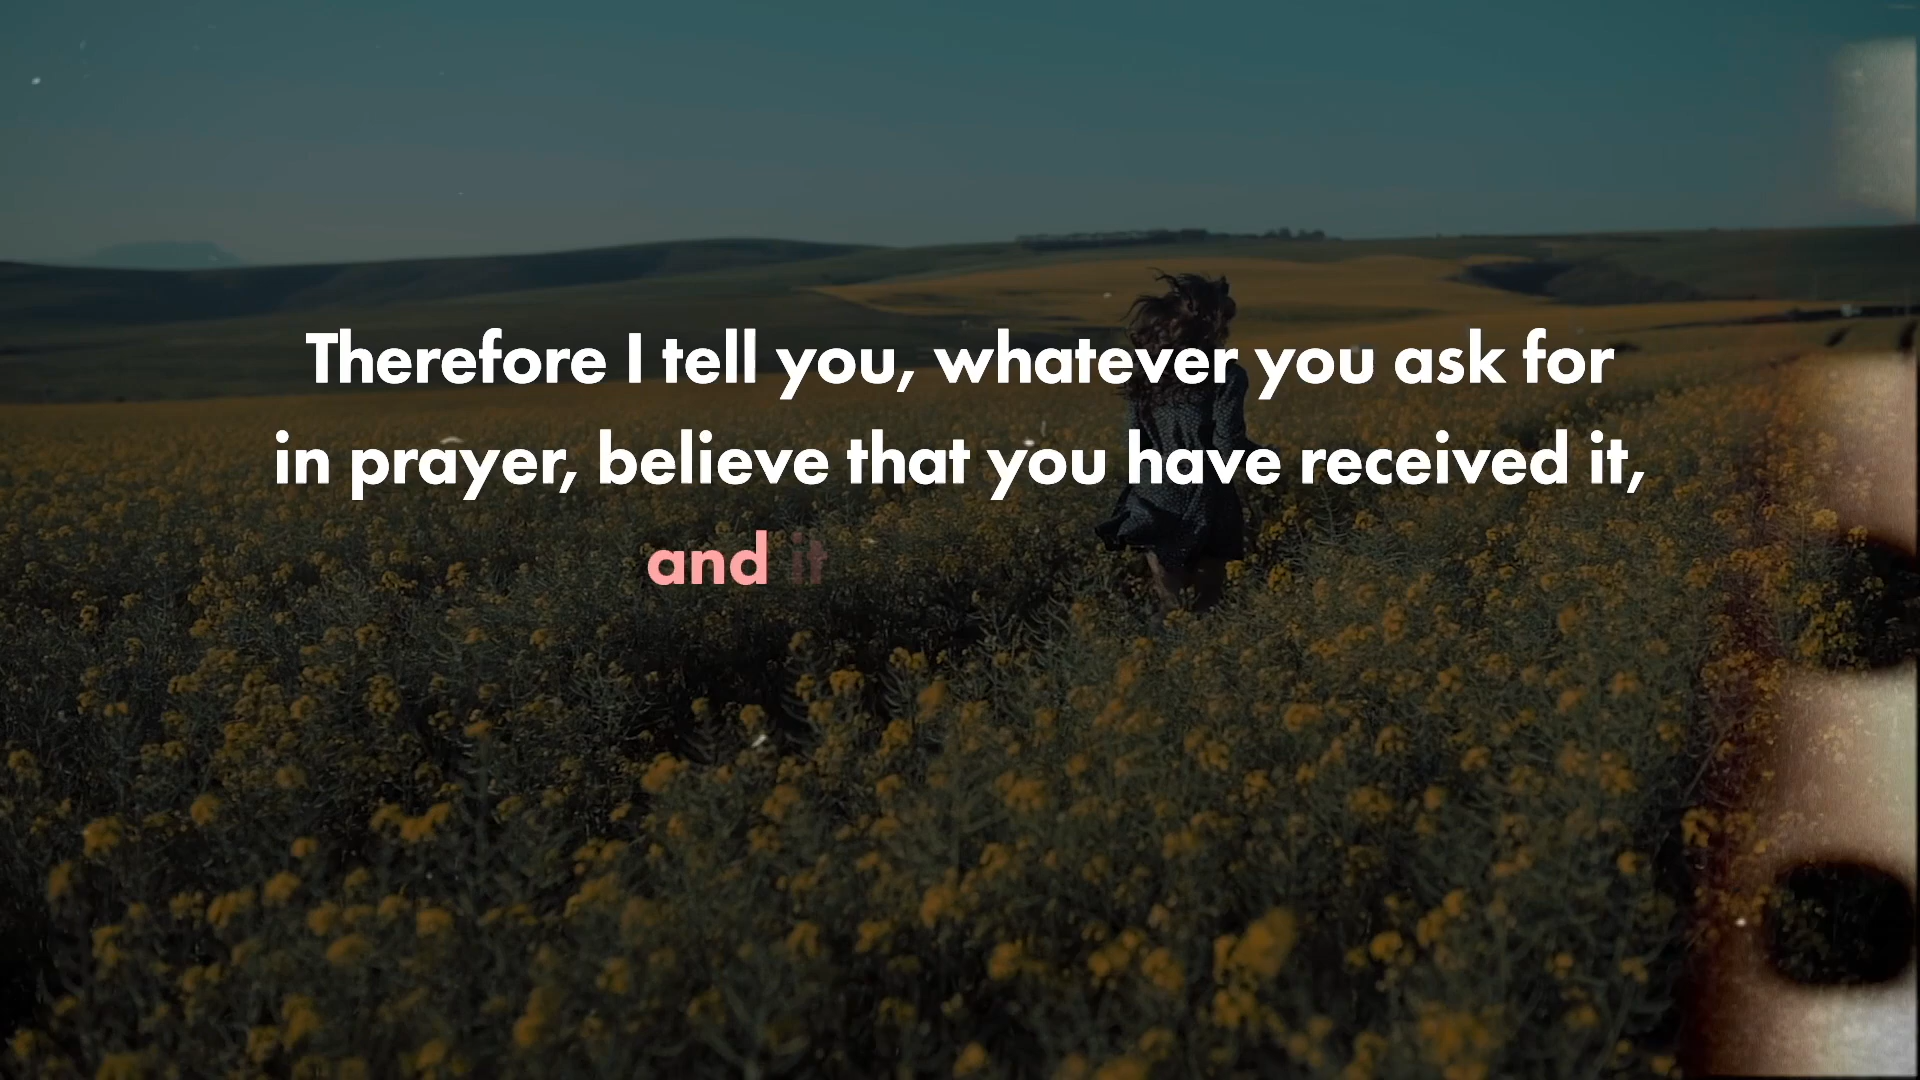 Therefore I tell you, whatever you ask for
in prayer, believe that you have received it,
and it